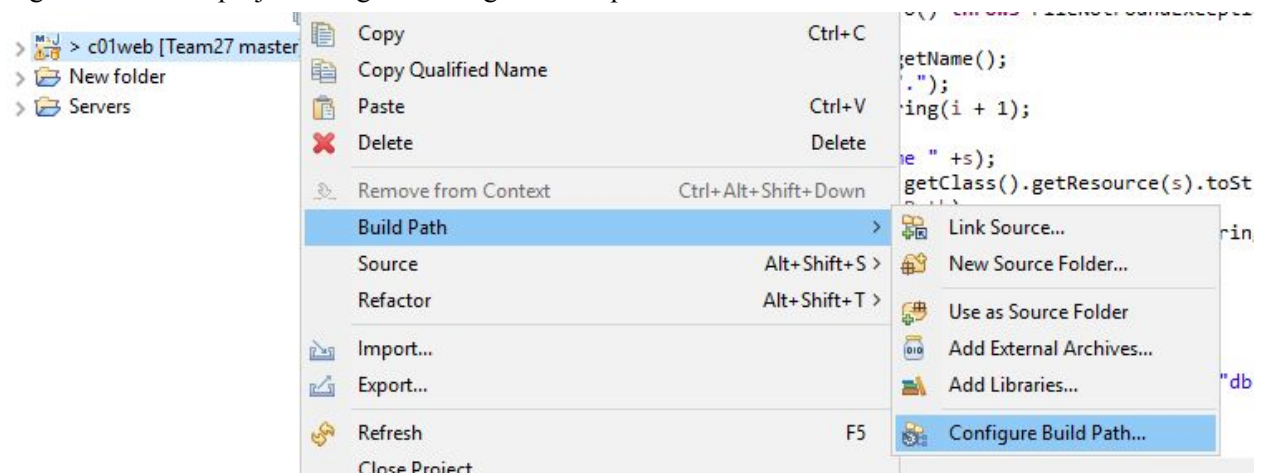 > c01web [Team27 master
New folder
Servers
Copy Ctrl+C
Copy Qualified Name
Paste Ctrl+V
Delete Delete
Remove from Context Ctrl+Alt+Shift+Down
Build Path >
Source Alt+Shift+S >
Refactor Alt+Shift+T >
Import...
Export...
Refresh F5
Close Project
Link Source...
New Source Folder...
Use as Source Folder
Add External Archives...
Add Libraries...
Configure Build Path...
getName();
".");
ring(i + 1);
" +s);
getClass().getResource(s).toSt
"db